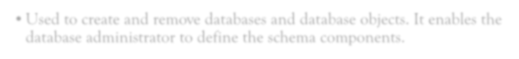 • Used to create and remove databases and database objects. It enables the
database administrator to define the schema components.